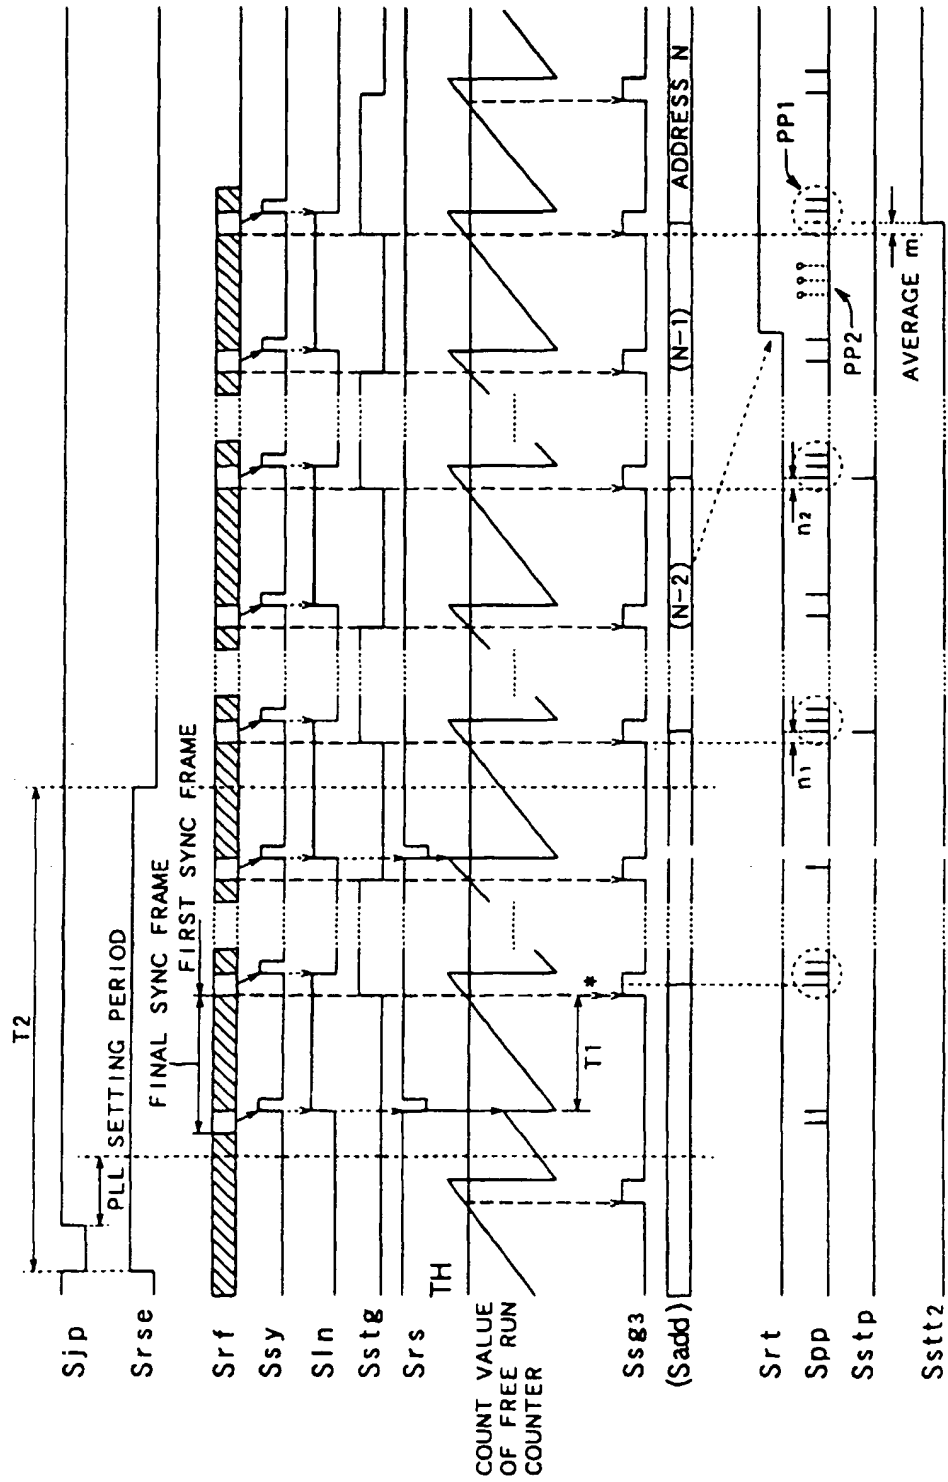 T2
PLL SETTING PERIOD
FINAL SYNC FRAME
FIRST SYNC FRAME
Sjp
Srse
Srf
Ssy
Sln
Sstg
Srs
TH
COUNT VALUE
OF FREE RUN
COUNTER
T1
*
Ssg3
(Sadd)
(N-2)
(N-1)
ADDRESS N
Srt
Spp
n1
n2
PP2
PP1
Sstp
AVERAGE m
Sstt2